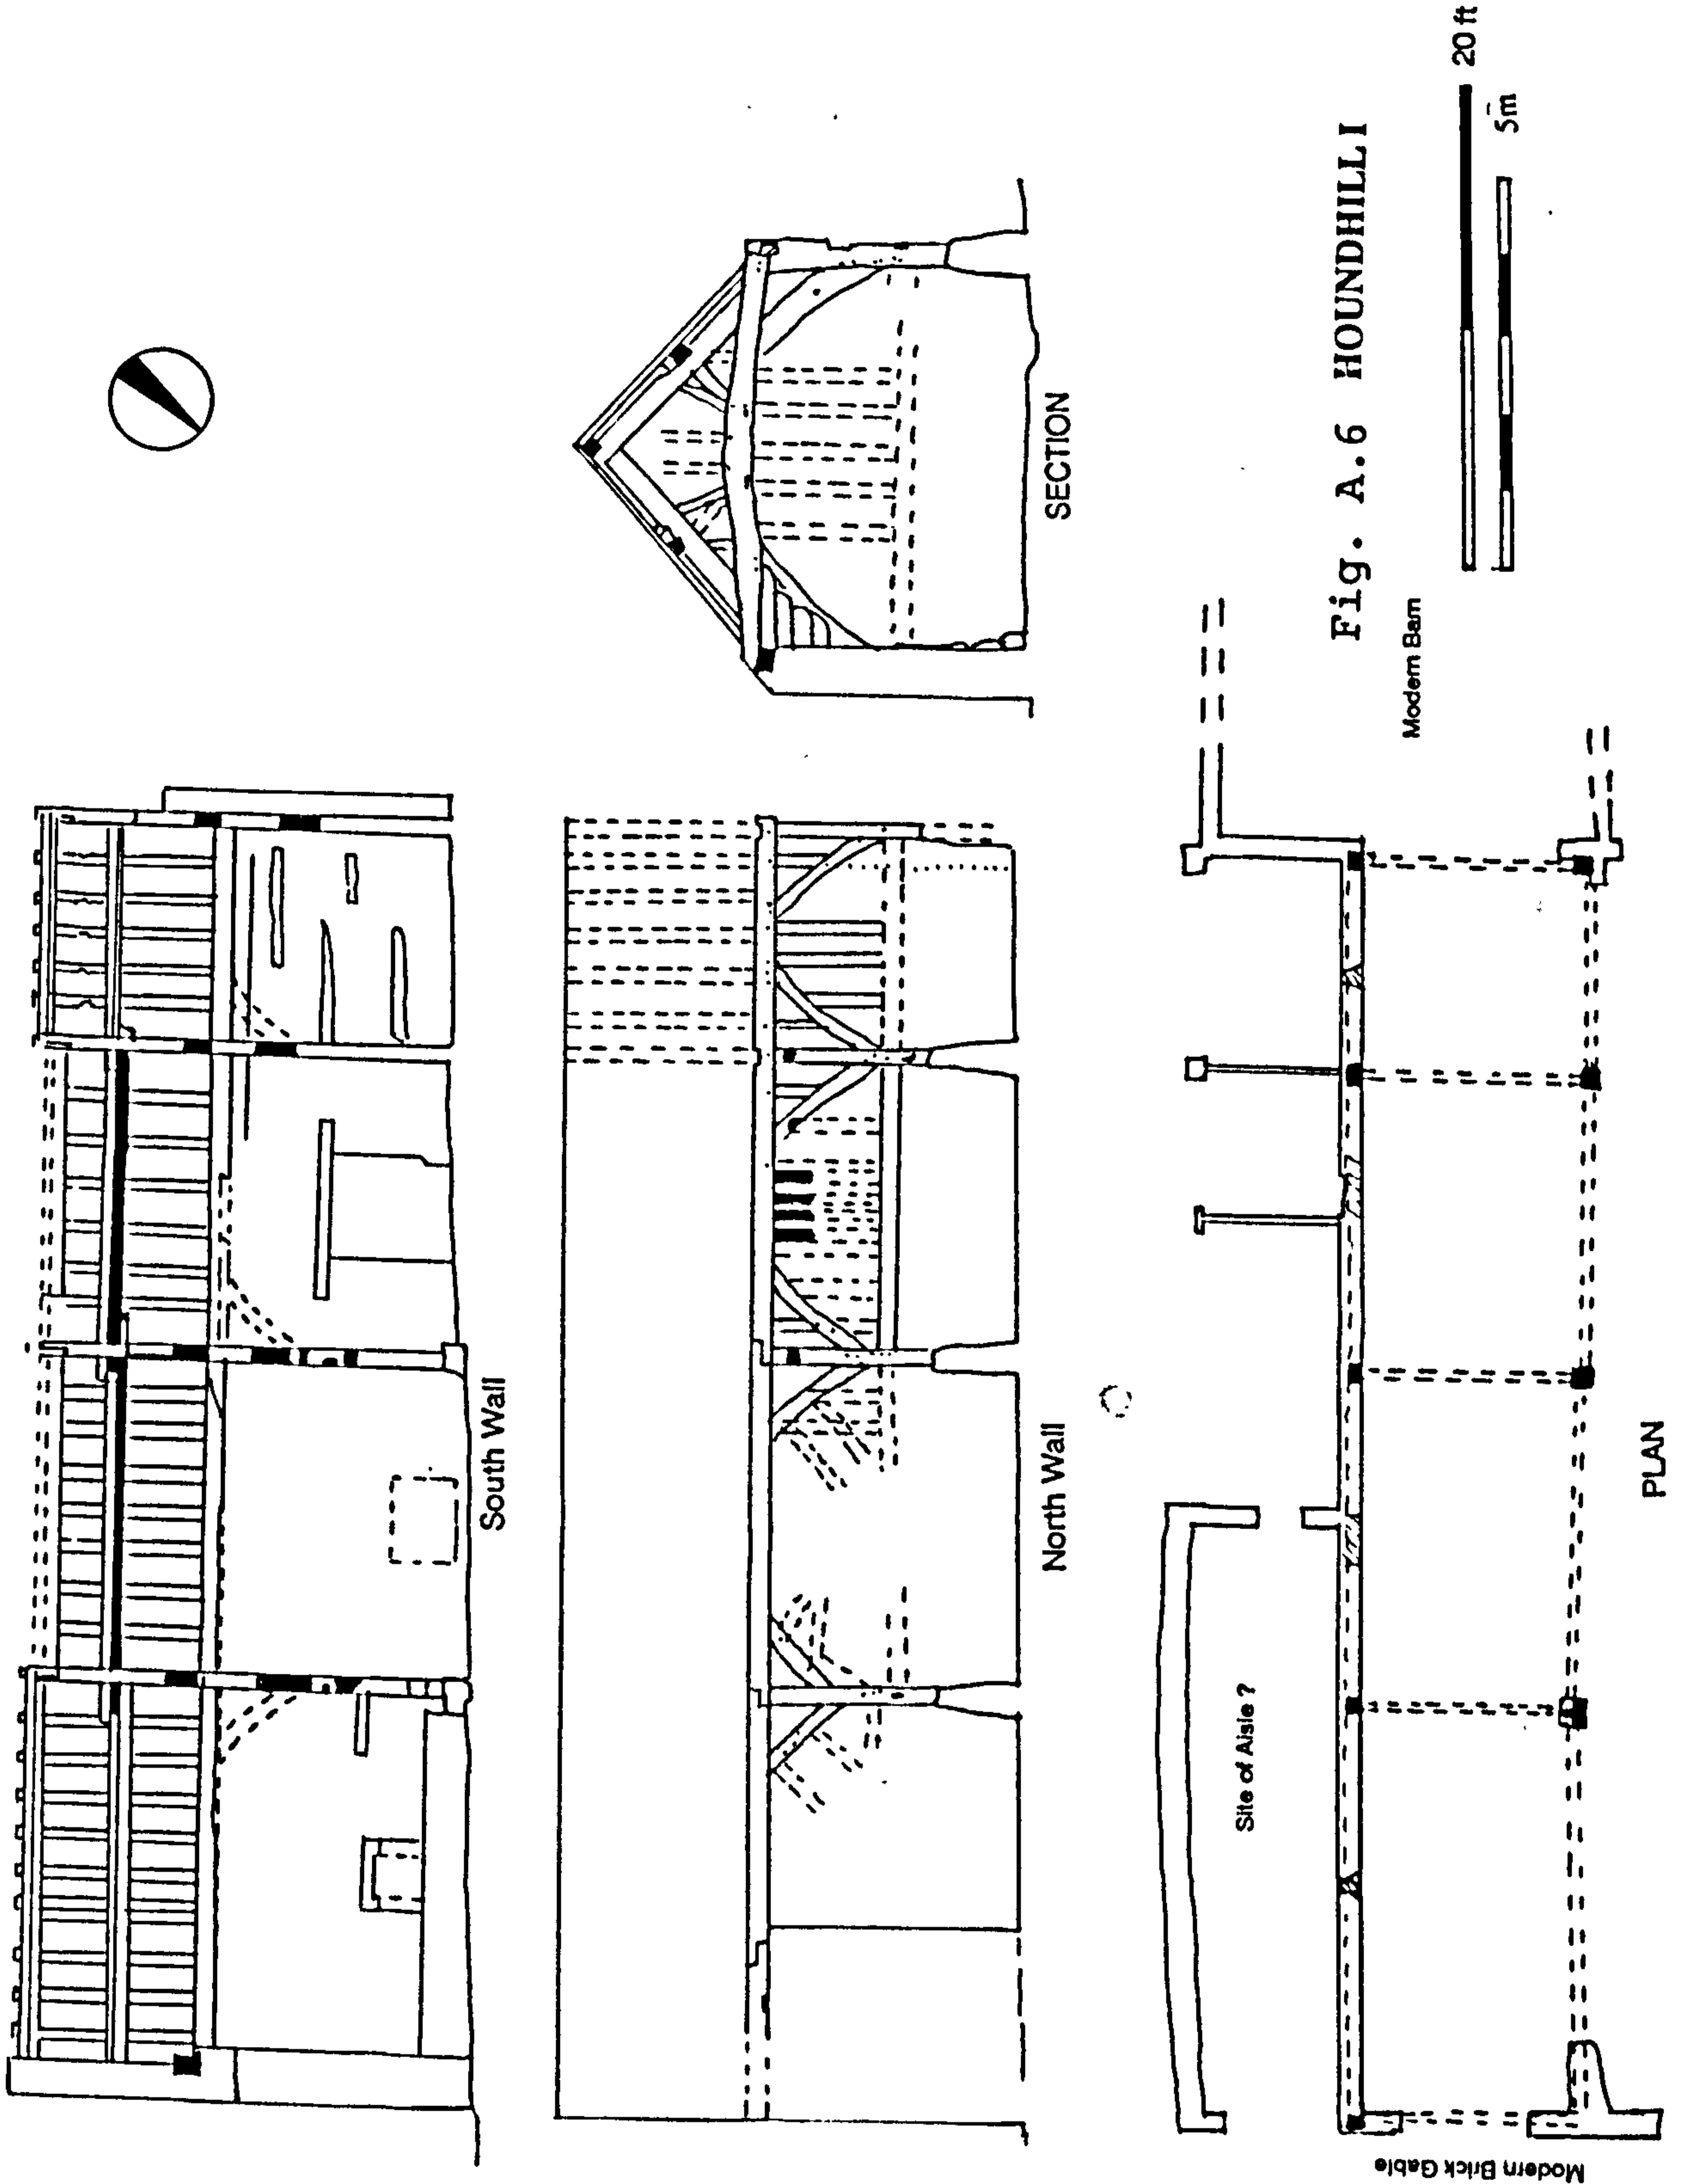 South Wall
SECTION
North Wall
Fig. A.6 HOUNDHILL I
20 ft
5m
Modern Barn
Site of Aisle ?
PLAN
Modern Brick Gable